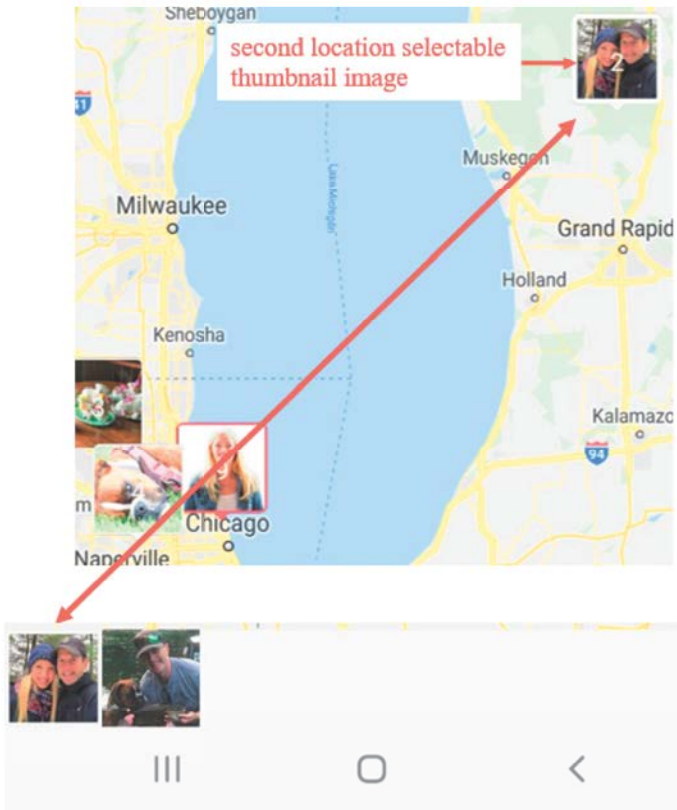 Sheboygan
second location selectable
thumbnail image
2
41
Muskegon
Lake Michigan
Milwaukee
Grand Rapid
Holland
Kenosha
Kalamazo
94
m
Chicago
Naperville